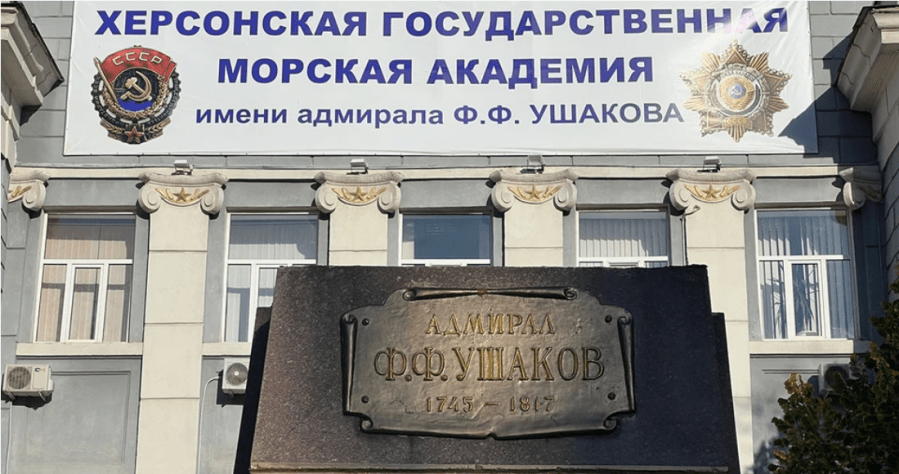 ХЕРСОНСКАЯ ГОСУДАРСТВЕННАЯ
МОРСКАЯ АКАДЕМИЯ
имени адмирала Ф.Ф. УШАКОВА
СССР
АДМИРАЛ
Ф.Ф.УШАКОВ
1745 – 1817